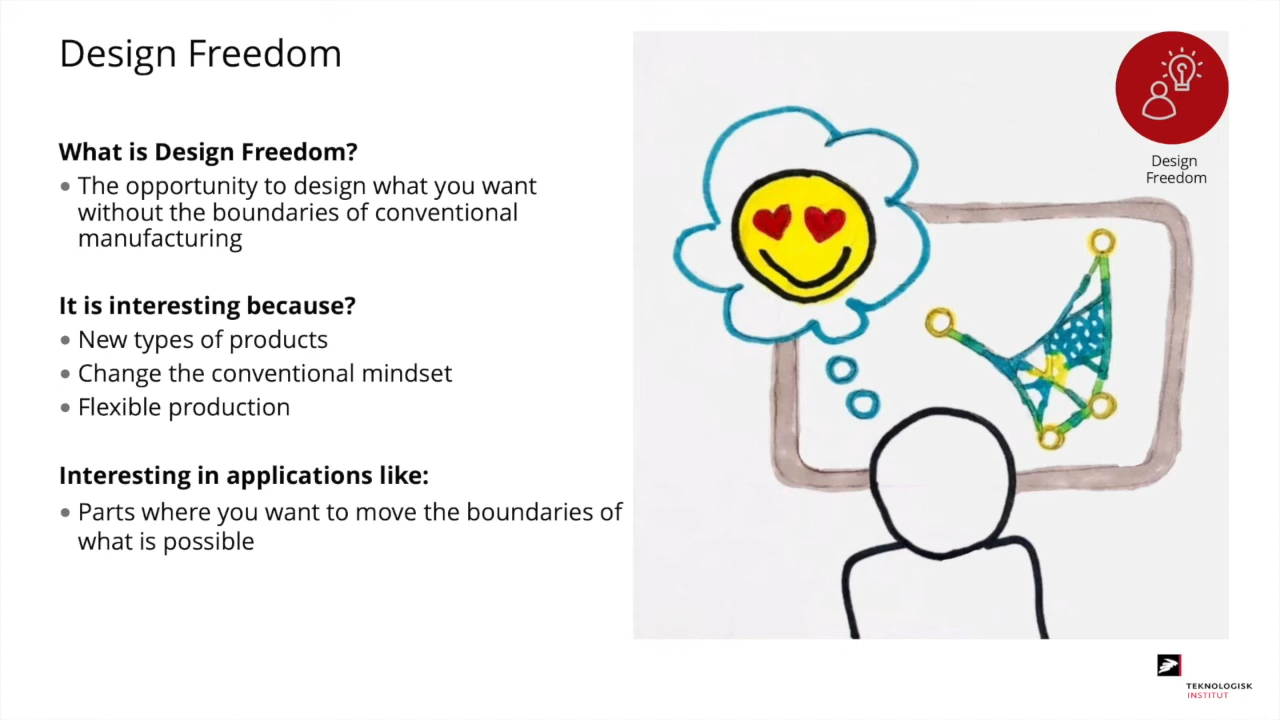 Design Freedom
What is Design Freedom?
• The opportunity to design what you want
without the boundaries of conventional
manufacturing
It is interesting because?
• New types of products
• Change the conventional mindset
• Flexible production
Interesting in applications like:
• Parts where you want to move the boundaries of
what is possible
Design
Freedom
TEKNOLOGISK
INSTITUT